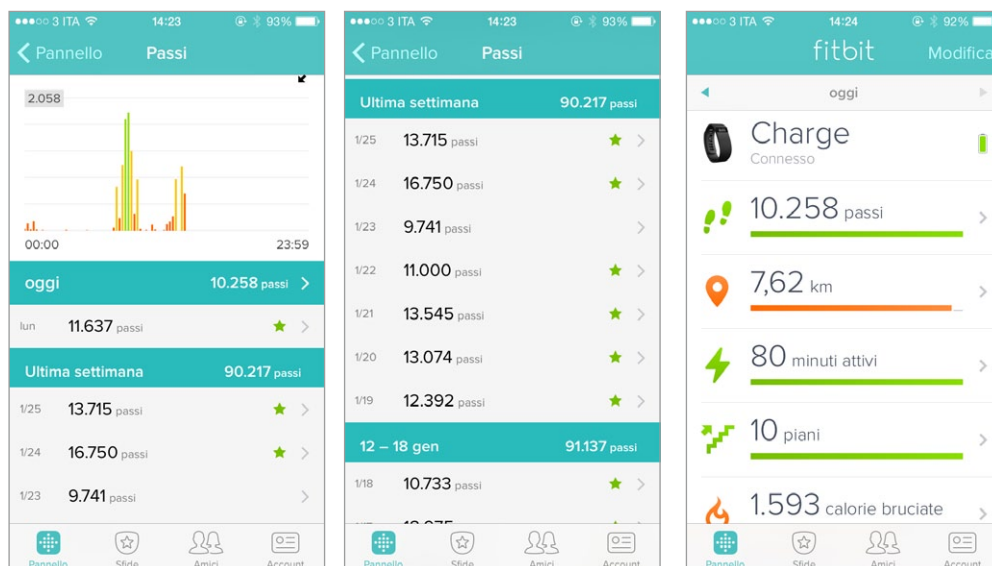 3 ITA 14:23 93%
Pannello Passi
2.058
00:00 23:59
oggi 10.258 passi
lun 11.637 passi
Ultima settimana 90.217 passi
1/25 13.715 passi
1/24 16.750 passi
1/23 9.741 passi
Pannello Sfide Amici Account
3 ITA 14:23 93%
Pannello Passi
Ultima settimana 90.217 passi
1/25 13.715 passi
1/24 16.750 passi
1/23 9.741 passi
1/22 11.000 passi
1/21 13.545 passi
1/20 13.074 passi
1/19 12.392 passi
12 – 18 gen 91.137 passi
1/18 10.733 passi
Pannello Sfide Amici Account
3 ITA 14:24 92%
fitbit Modifica
oggi
Charge
Connesso
10.258 passi
7,62 km
80 minuti attivi
10 piani
1.593 calorie bruciate
Pannello Sfide Amici Account